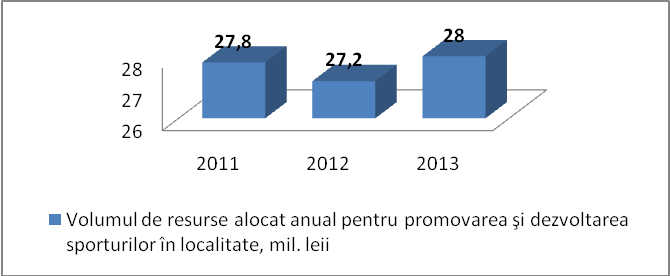 27,8
27,2
28
28
27
26
2011 2012 2013
Volumul de resurse alocat anual pentru promovarea şi dezvoltarea
sporturilor în localitate, mil. leii